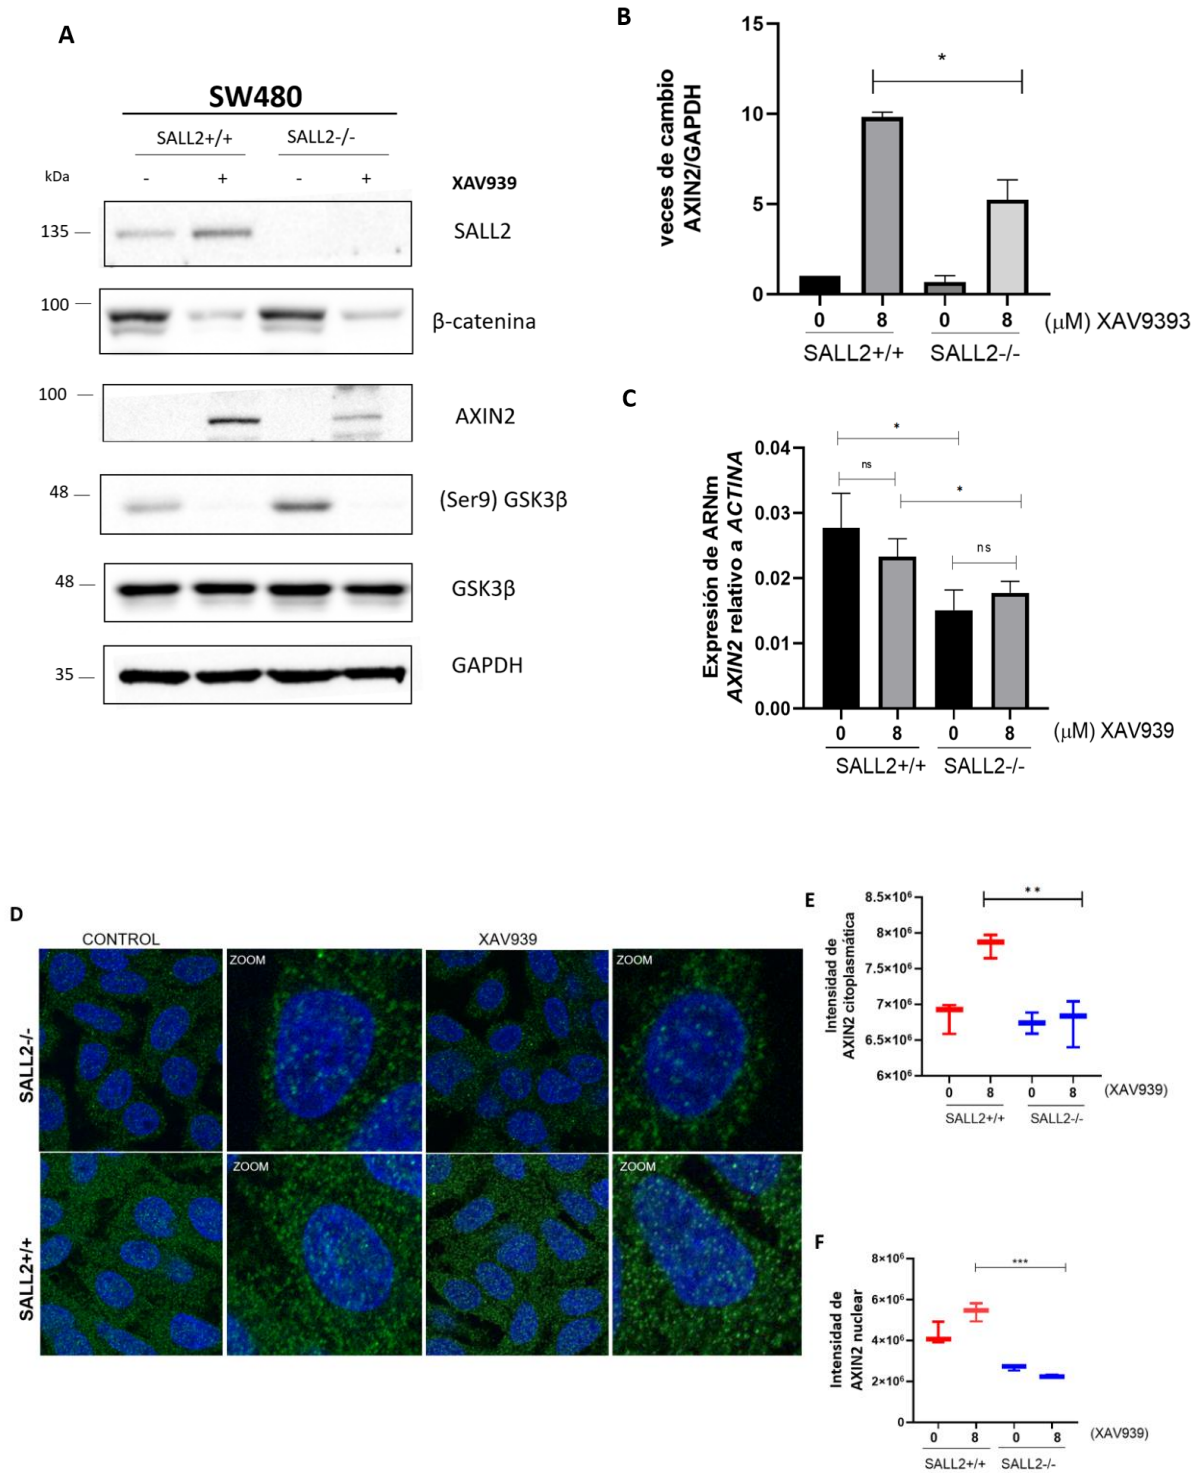 A
SW480
SALL2+/+ SALL2-/-
kDa - + - + XAV939
135 SALL2
100 β-catenina
100 AXIN2
48 (Ser9) GSK3β
48 GSK3β
35 GAPDH
B
veces de cambio
AXIN2/GAPDH
15
*
10
5
0
0 8 0 8 (μM) XAV9393
SALL2+/+ SALL2-/-
C
Expresión de ARNm
AXIN2 relativo a ACTINA
*
0.04
ns
*
0.03
ns
0.02
0.01
0.00
0 8 0 8 (μM) XAV939
SALL2+/+ SALL2-/-
D
CONTROL XAV939
SALL2-/-
ZOOM ZOOM
SALL2+/+
ZOOM ZOOM
E
Intensidad de
AXIN2 citoplasmática
**
8.5×10⁶
8×10⁶
7.5×10⁶
7×10⁶
6.5×10⁶
6×10⁶
0 8 0 8 (XAV939)
SALL2+/+ SALL2-/-
F
Intensidad de
AXIN2 nuclear
8×10⁶
***
6×10⁶
4×10⁶
2×10⁶
0
0 8 0 8 (XAV939)
SALL2+/+ SALL2-/-